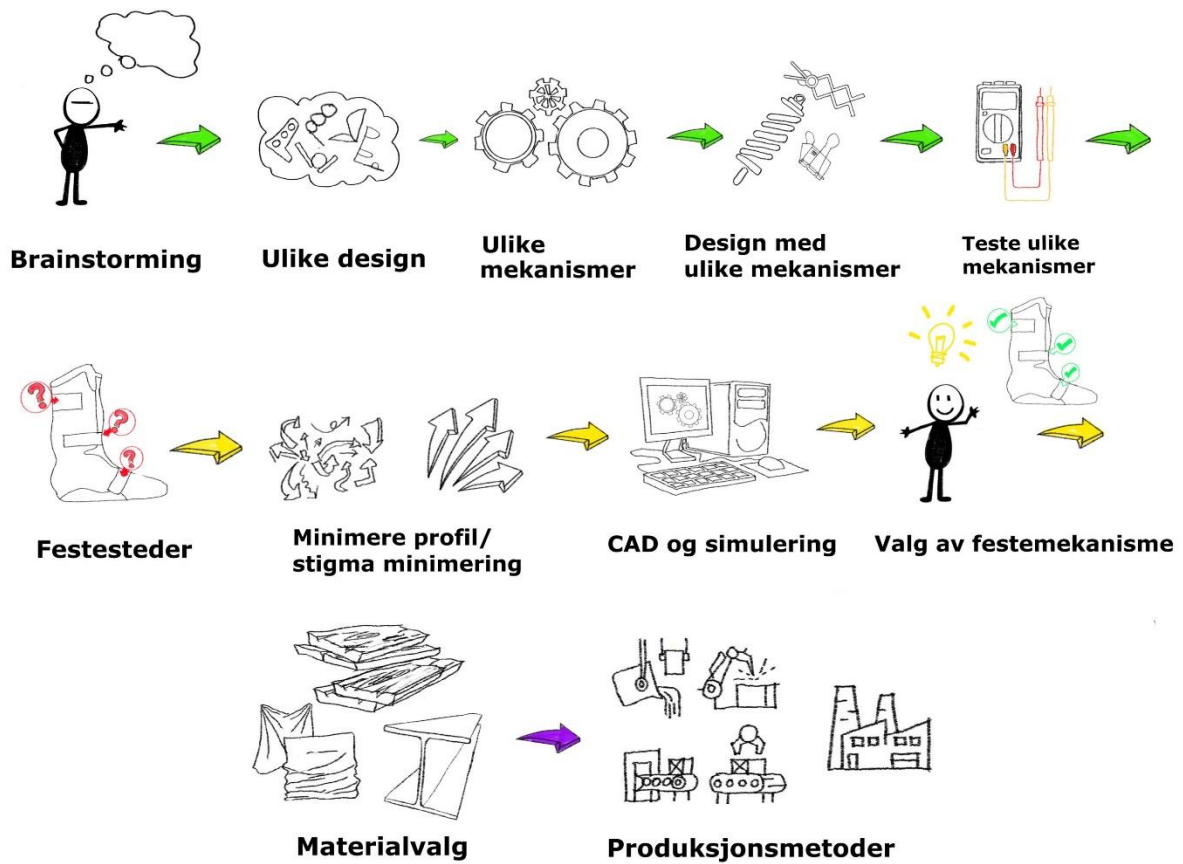 Brainstorming
Ulike design
Ulike
mekanismer
Design med
ulike mekanismer
Teste ulike
mekanismer
Festesteder
Minimere profil/
stigma minimering
CAD og simulering
Valg av festemekanisme
Materialvalg
Produksjonsmetoder